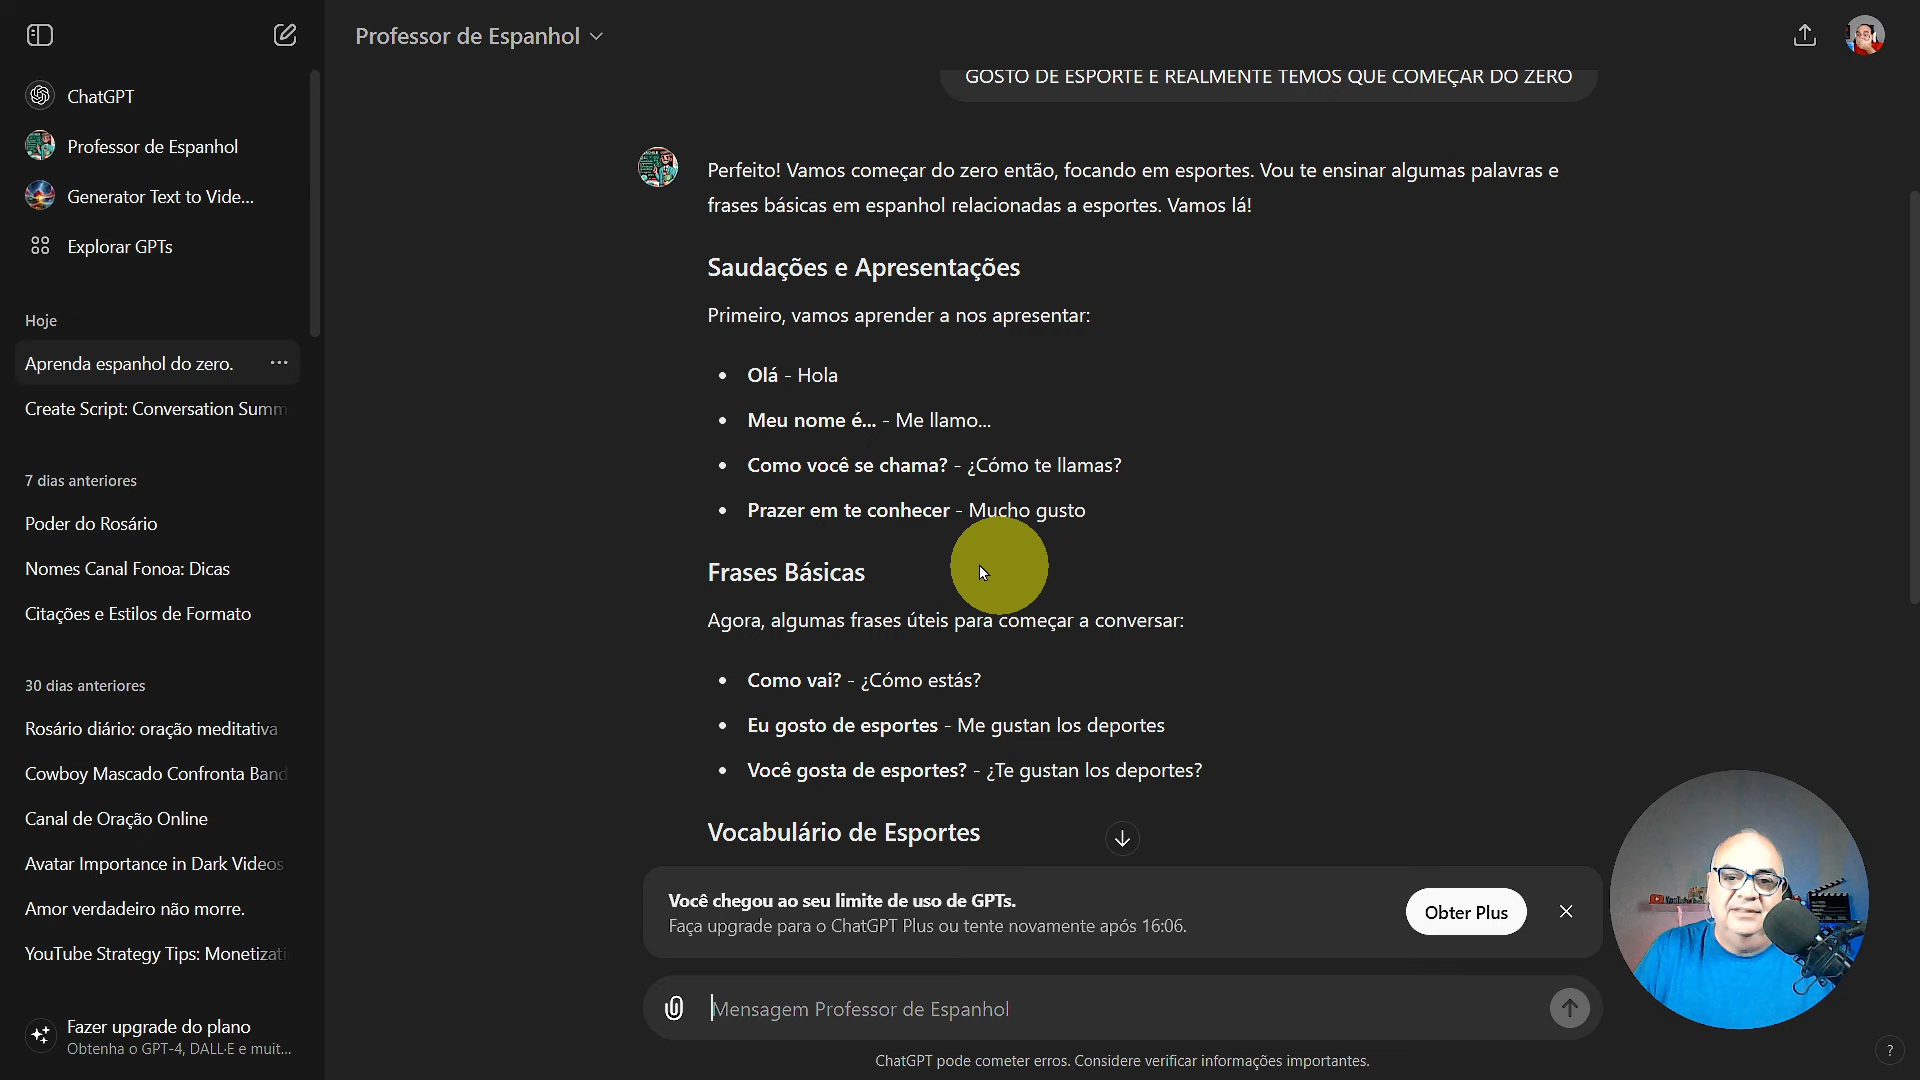 ChatGPT
Professor de Espanhol
Generator Text to Vide...
Explorar GPTs
Hoje
Aprenda espanhol do zero.
Create Script: Conversation Summ
7 dias anteriores
Poder do Rosário
Nomes Canal Fonoa: Dicas
Citações e Estilos de Formato
30 dias anteriores
Rosário diário: oração meditativa
Cowboy Mascado Confronta Band
Canal de Oração Online
Avatar Importance in Dark Videos
Amor verdadeiro não morre.
YouTube Strategy Tips: Monetizati
Fazer upgrade do plano
Obtenha o GPT-4, DALL·E e muit...
Professor de Espanhol
GOSTO DE ESPORTE E REALMENTE TEMOS QUE COMEÇAR DO ZERO
Perfeito! Vamos começar do zero então, focando em esportes. Vou te ensinar algumas palavras e
frases básicas em espanhol relacionadas a esportes. Vamos lá!
Saudações e Apresentações
Primeiro, vamos aprender a nos apresentar:
• Olá - Hola
• Meu nome é... - Me llamo...
• Como você se chama? - ¿Cómo te llamas?
• Prazer em te conhecer - Mucho gusto
Frases Básicas
Agora, algumas frases úteis para começar a conversar:
• Como vai? - ¿Cómo estás?
• Eu gosto de esportes - Me gustan los deportes
• Você gosta de esportes? - ¿Te gustan los deportes?
Vocabulário de Esportes
Você chegou ao seu limite de uso de GPTs.
Faça upgrade para o ChatGPT Plus ou tente novamente após 16:06.
Obter Plus
Mensagem Professor de Espanhol
ChatGPT pode cometer erros. Considere verificar informações importantes.
?